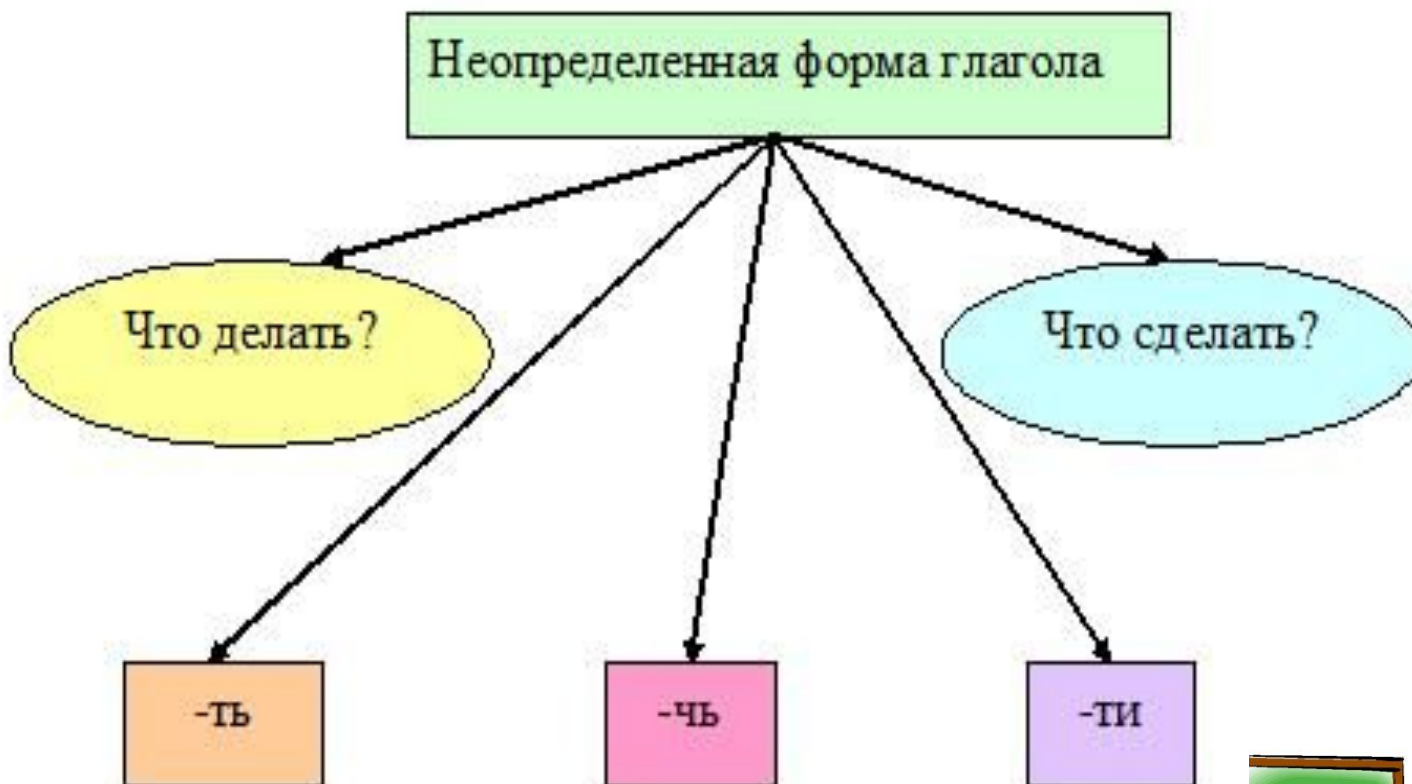 Неопределенная форма глагола
Что делать?
Что сделать?
-ть
-чь
-ти